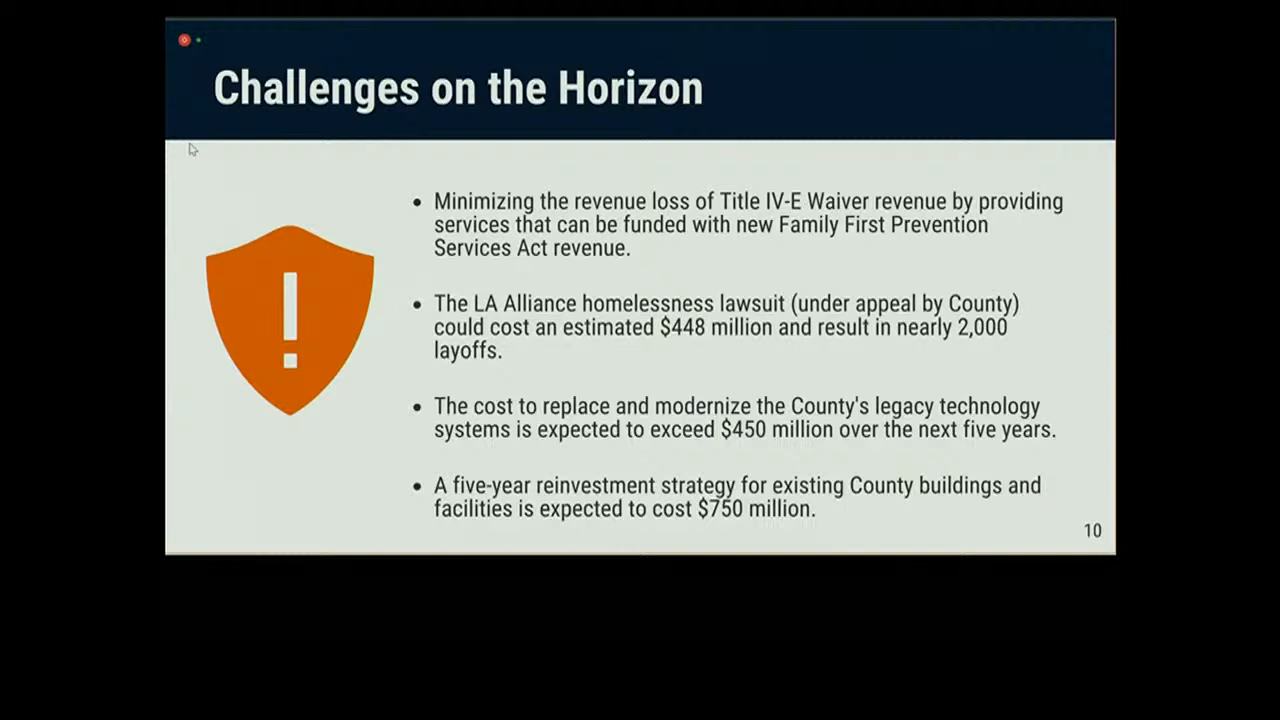 Challenges on the Horizon
• Minimizing the revenue loss of Title IV-E Waiver revenue by providing
services that can be funded with new Family First Prevention
Services Act revenue.
• The LA Alliance homelessness lawsuit (under appeal by County)
could cost an estimated $448 million and result in nearly 2,000
layoffs.
• The cost to replace and modernize the County's legacy technology
systems is expected to exceed $450 million over the next five years.
• A five-year reinvestment strategy for existing County buildings and
facilities is expected to cost $750 million.
10